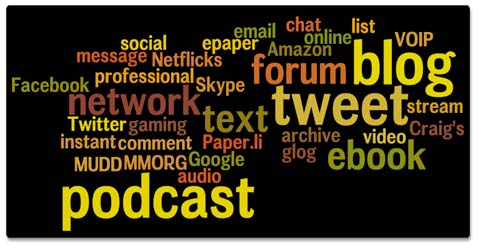 chat list
email online VOIP
social epaper Amazon
message Netflicks forum blog
professional Skype
Facebook
network text tweet stream
Twitter gaming archive video Craig's
instant comment Paper.li glog ebook
MUDD MMORG Google
audio
podcast